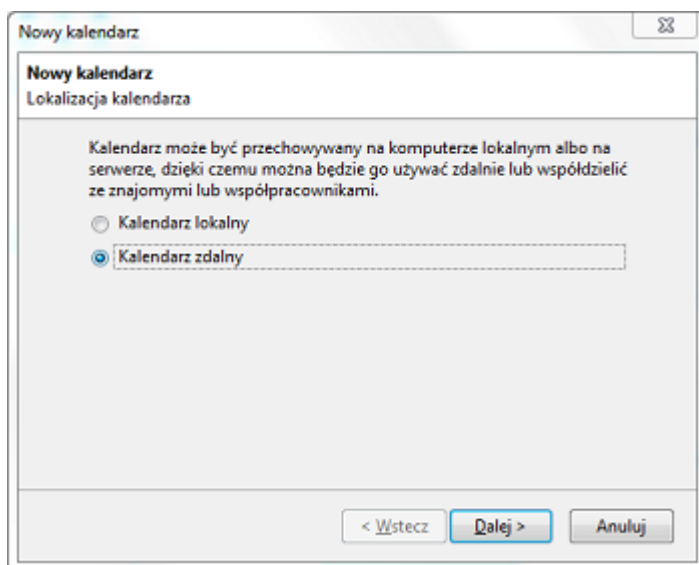 Nowy kalendarz
Nowy kalendarz
Lokalizacja kalendarza
Kalendarz może być przechowywany na komputerze lokalnym albo na
serwerze, dzięki czemu można będzie go używać zdalnie lub współdzielić
ze znajomymi lub współpracownikami.
Kalendarz lokalny
Kalendarz zdalny
< Wstecz
Dalej >
Anuluj